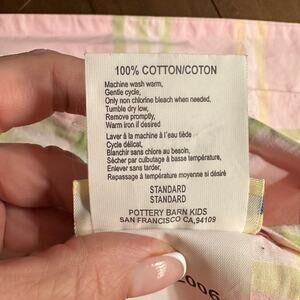 100% COTTON/COTON
Machine wash warm,
Gentle cycle,
Only non chlorine bleach when needed,
Tumble dry low,
Remove promptly,
Warm iron if desired
Laver à la machine à l'eau tiède
Cycle délicat,
Blanchir sans chlore au besoin,
Sécher par culbutage à basse température,
Enlever sans tarder,
Repassage à température moyenne si désiré
STANDARD
STANDARD
POTTERY BARN KIDS
SAN FRANCISCO CA,94109
2006